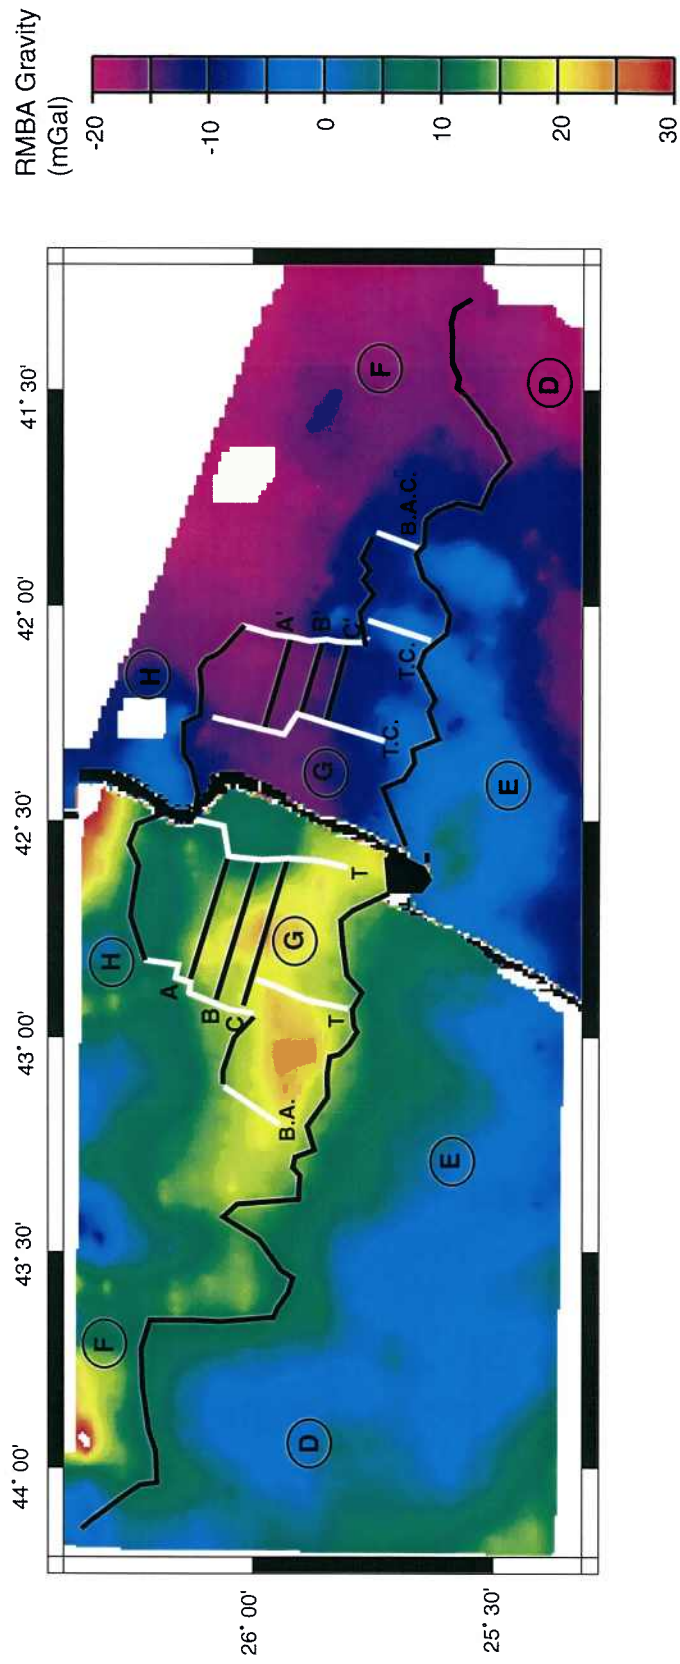 RMBA Gravity
(mGal)
-20
-10
0
10
20
30
44° 00'
43° 30'
43° 00'
42° 30'
42° 00'
41° 30'
26° 00'
25° 30'
F
H
H
A
B
C
G
T
T
B.A.
D
E
A'
B'
C'
G
T.C.
T.C.
B.A.C.
F
E
D